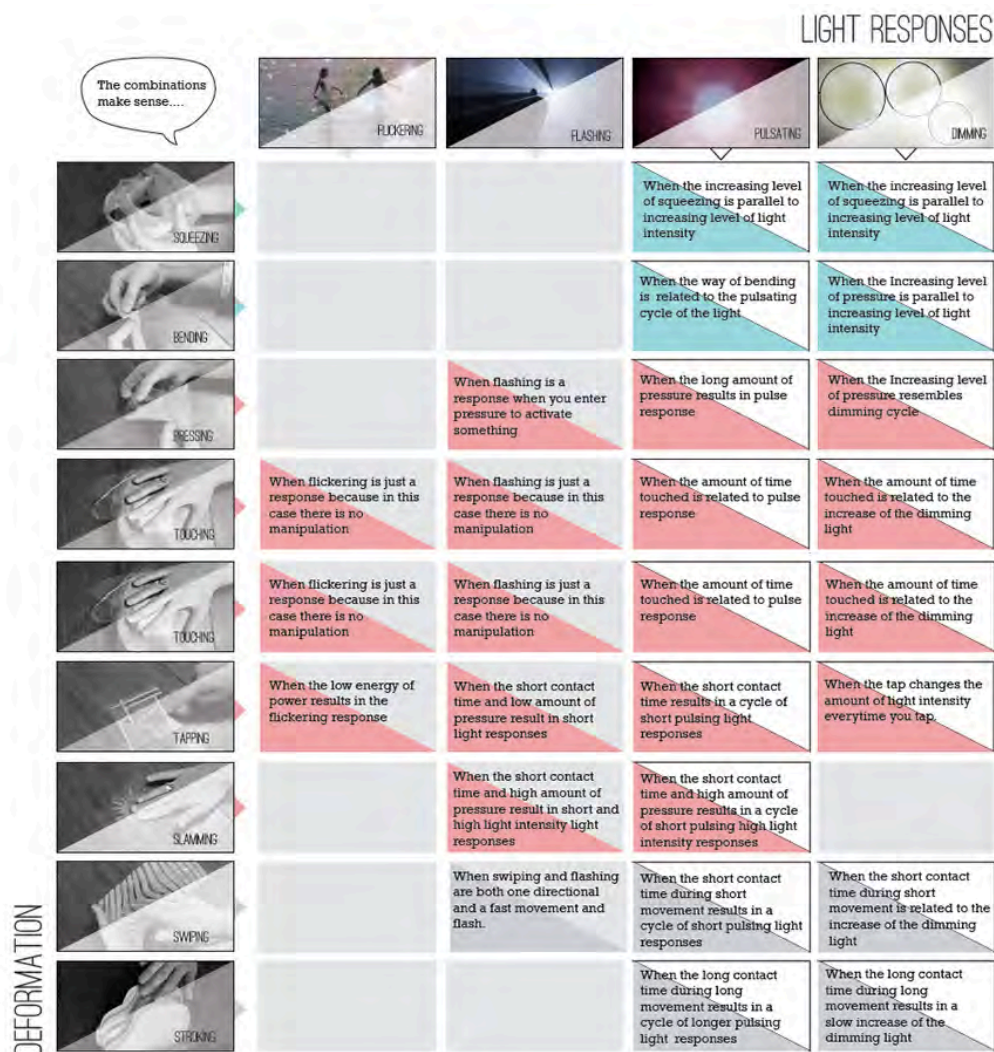 LIGHT RESPONSES
The combinations
make sense....
FLICKERING
FLASHING
PULSATING
DIMMING
SQUEEZING
When the increasing level
of squeezing is parallel to
increasing level of light
intensity
When the increasing level
of squeezing is parallel to
increasing level of light
intensity
BENDING
When the way of bending
is related to the pulsating
cycle of the light
When the Increasing level
of pressure is parallel to
increasing level of light
intensity
PRESSING
When flashing is a
response when you enter
pressure to activate
something
When the long amount of
pressure results in pulse
response
When the Increasing level
of pressure resembles
dimming cycle
TOUCHING
When flickering is just a
response because in this
case there is no
manipulation
When flashing is just a
response because in this
case there is no
manipulation
When the amount of time
touched is related to pulse
response
When the amount of time
touched is related to the
increase of the dimming
light
TOUCHING
When flickering is just a
response because in this
case there is no
manipulation
When flashing is just a
response because in this
case there is no
manipulation
When the amount of time
touched is related to pulse
response
When the amount of time
touched is related to the
increase of the dimming
light
TAPPING
When the low energy of
power results in the
flickering response
When the short contact
time and low amount of
pressure result in short
light responses
When the short contact
time results in a cycle of
short pulsing light
responses
When the tap changes the
amount of light intensity
everytime you tap.
SLAMMING
When the short contact
time and high amount of
pressure result in short and
high light intensity light
responses
When the short contact
time and high amount of
pressure results in a cycle
of short pulsing high light
intensity responses
SWIPING
When swiping and flashing
are both one directional
and a fast movement and
flash.
When the short contact
time during short
movement results in a
cycle of short pulsing light
responses
When the short contact
time during short
movement is related to the
increase of the dimming
light
STROKING
When the long contact
time during long
movement results in a
cycle of longer pulsing
light responses
When the long contact
time during long
movement results in a
slow increase of the
dimming light
DEFORMATION